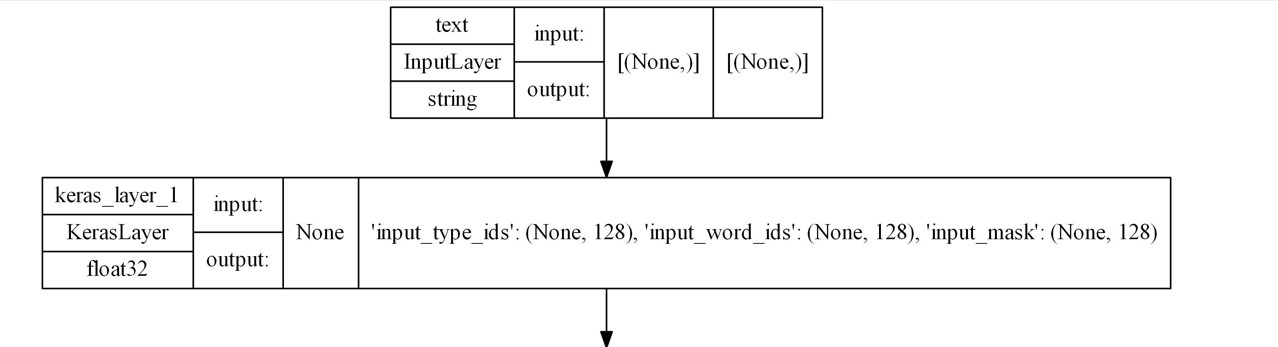 text
InputLayer
string
input:
output:
[(None,)]
[(None,)]
keras_layer_1
KerasLayer
float32
input:
output:
None
'input_type_ids': (None, 128), 'input_word_ids': (None, 128), 'input_mask': (None, 128)